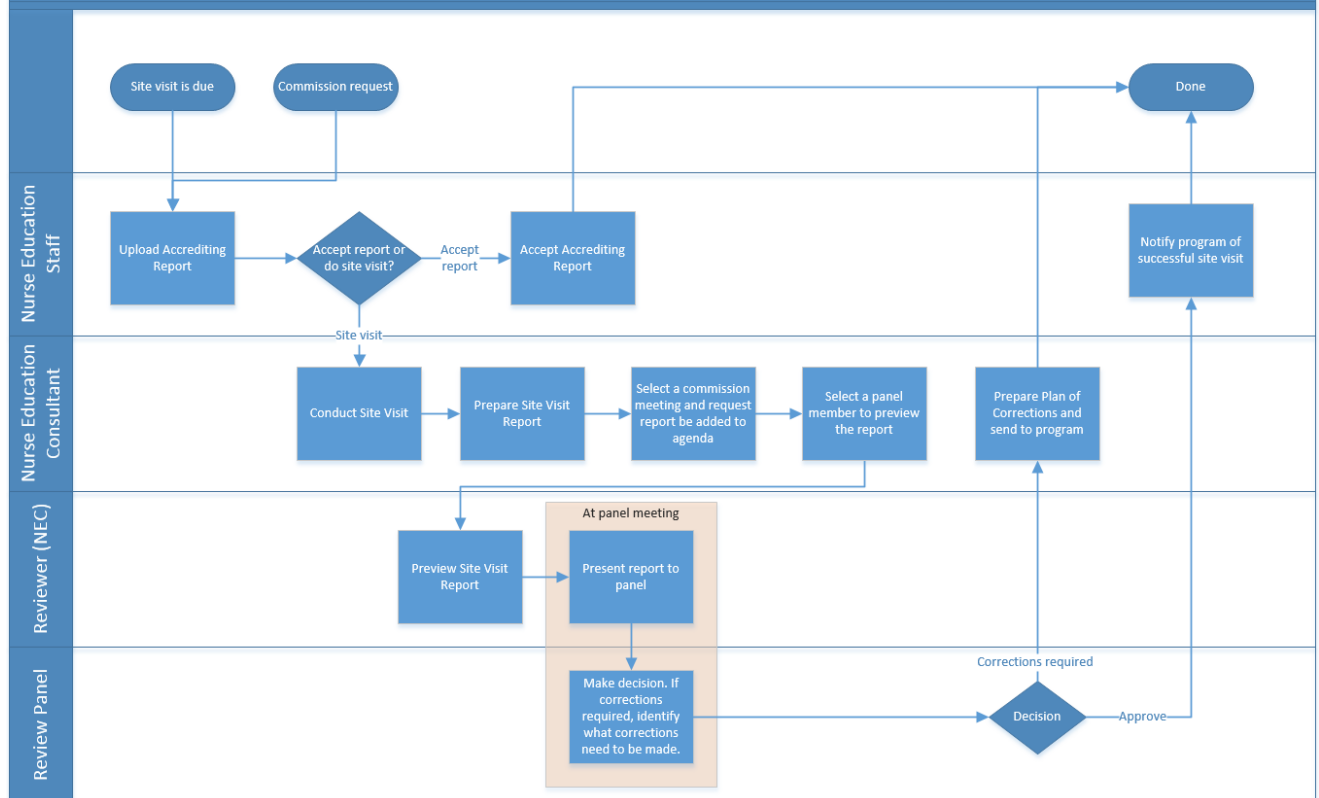 Site visit is due
Commission request
Done
Nurse Education
Staff
Upload Accrediting
Report
Accept report or
do site visit?
Accept
report
Accept Accrediting
Report
Notify program of
successful site visit
Site visit
Nurse Education
Consultant
Conduct Site Visit
Prepare Site Visit
Report
Select a commission
meeting and request
report be added to
agenda
Select a panel
member to preview
the report
Prepare Plan of
Corrections and
send to program
Reviewer (NEC)
At panel meeting
Preview Site Visit
Report
Present report to
panel
Review Panel
Make decision. If
corrections
required, identify
what corrections
need to be made.
Corrections required
Decision
Approve